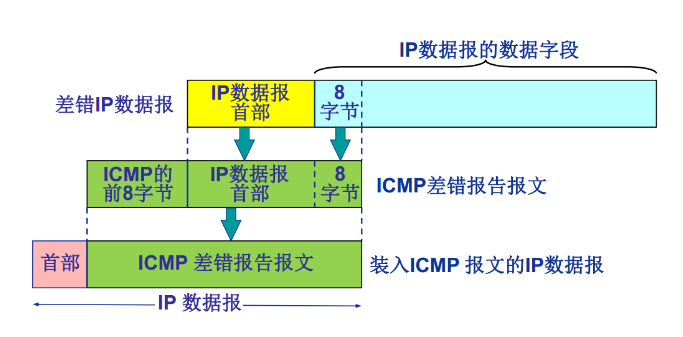 IP数据报的数据字段
差错IP数据报
IP数据报
首部
8
字节
ICMP的
前8字节
IP数据报
首部
8
字节
ICMP差错报告报文
首部
ICMP 差错报告报文
装入ICMP 报文的IP数据报
IP 数据报